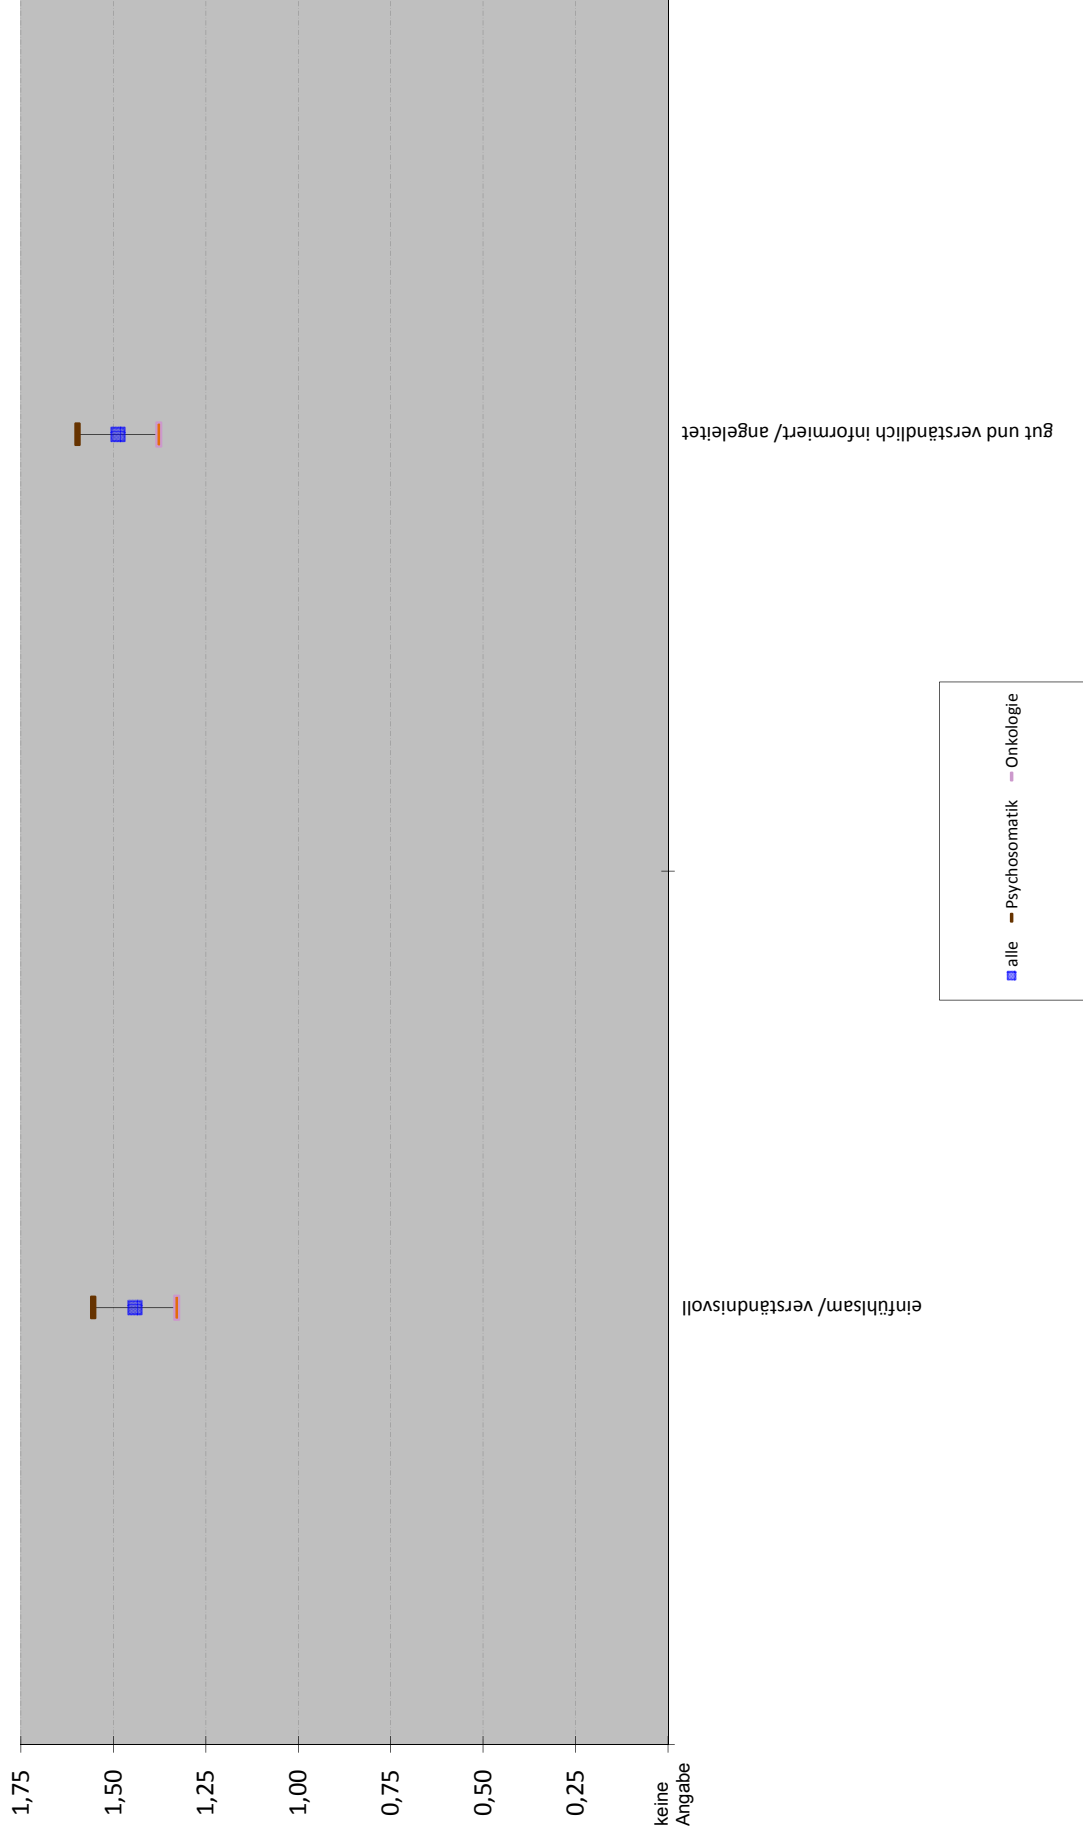 1,75
1,50
1,25
1,00
0,75
0,50
0,25
keine
Angabe
einfühlsam/ verständnisvoll
gut und verständlich informiert/ angeleitet
alle
Psychosomatik
Onkologie